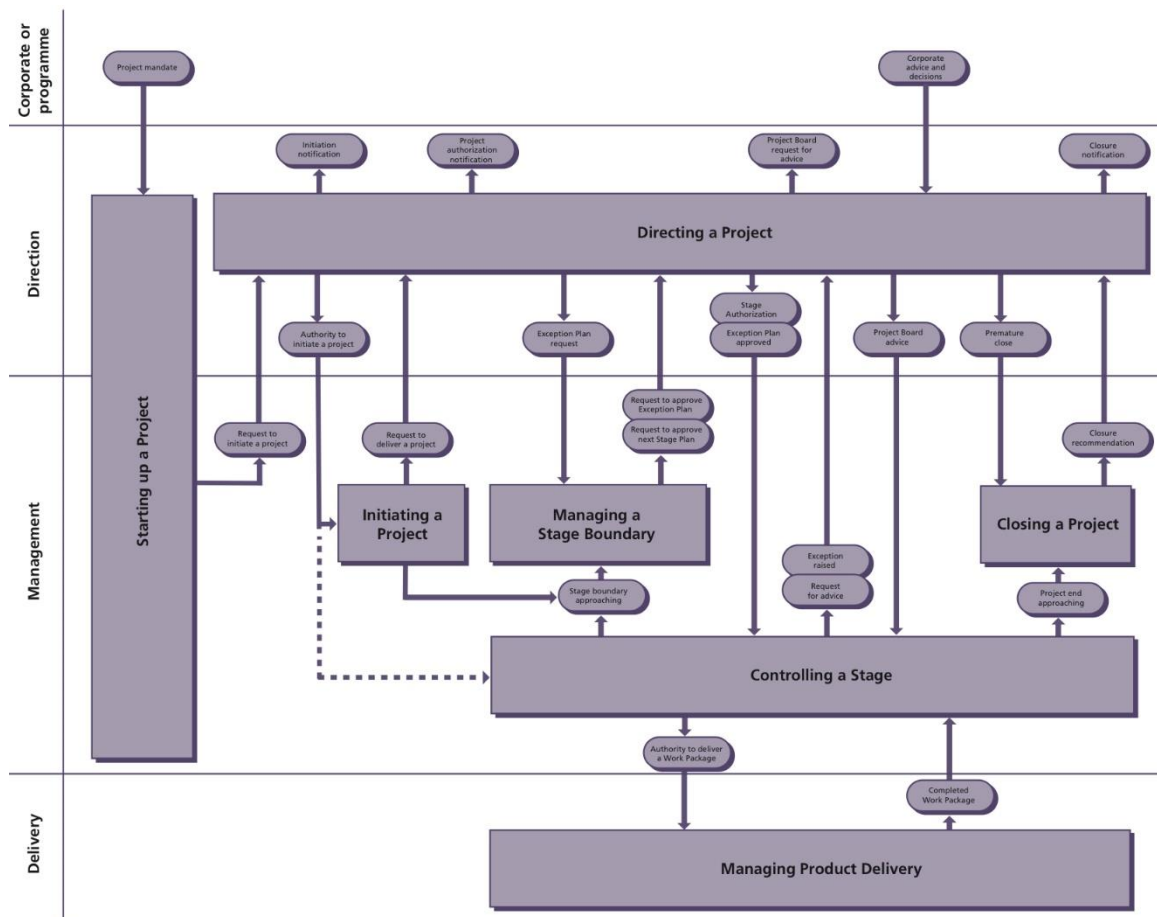 Corporate or
programme
Project mandate
Corporate
advice and
decisions
Direction
Initiation
notification
Project
authorization
notification
Project Board
request for
advice
Closure
notification
Directing a Project
Authority to
initiate a project
Exception Plan
request
Stage
Authorization
Exception Plan
approved
Project Board
advice
Premature
close
Management
Starting up a Project
Request to
initiate a project
Request to
deliver a project
Request to approve
Exception Plan
Request to approve
next Stage Plan
Closure
recommendation
Initiating a
Project
Managing a
Stage Boundary
Closing a Project
Exception
raised
Request
for advice
Stage boundary
approaching
Project end
approaching
Controlling a Stage
Authority to deliver
a Work Package
Delivery
Completed
Work Package
Managing Product Delivery